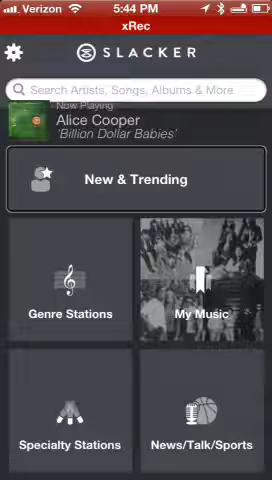 Verizon 5:44 PM
xRec
SLACKER
Search Artists, Songs, Albums & More
Now Playing
Alice Cooper
'Billion Dollar Babies'
New & Trending
Genre Stations
My Music
Specialty Stations
News/Talk/Sports